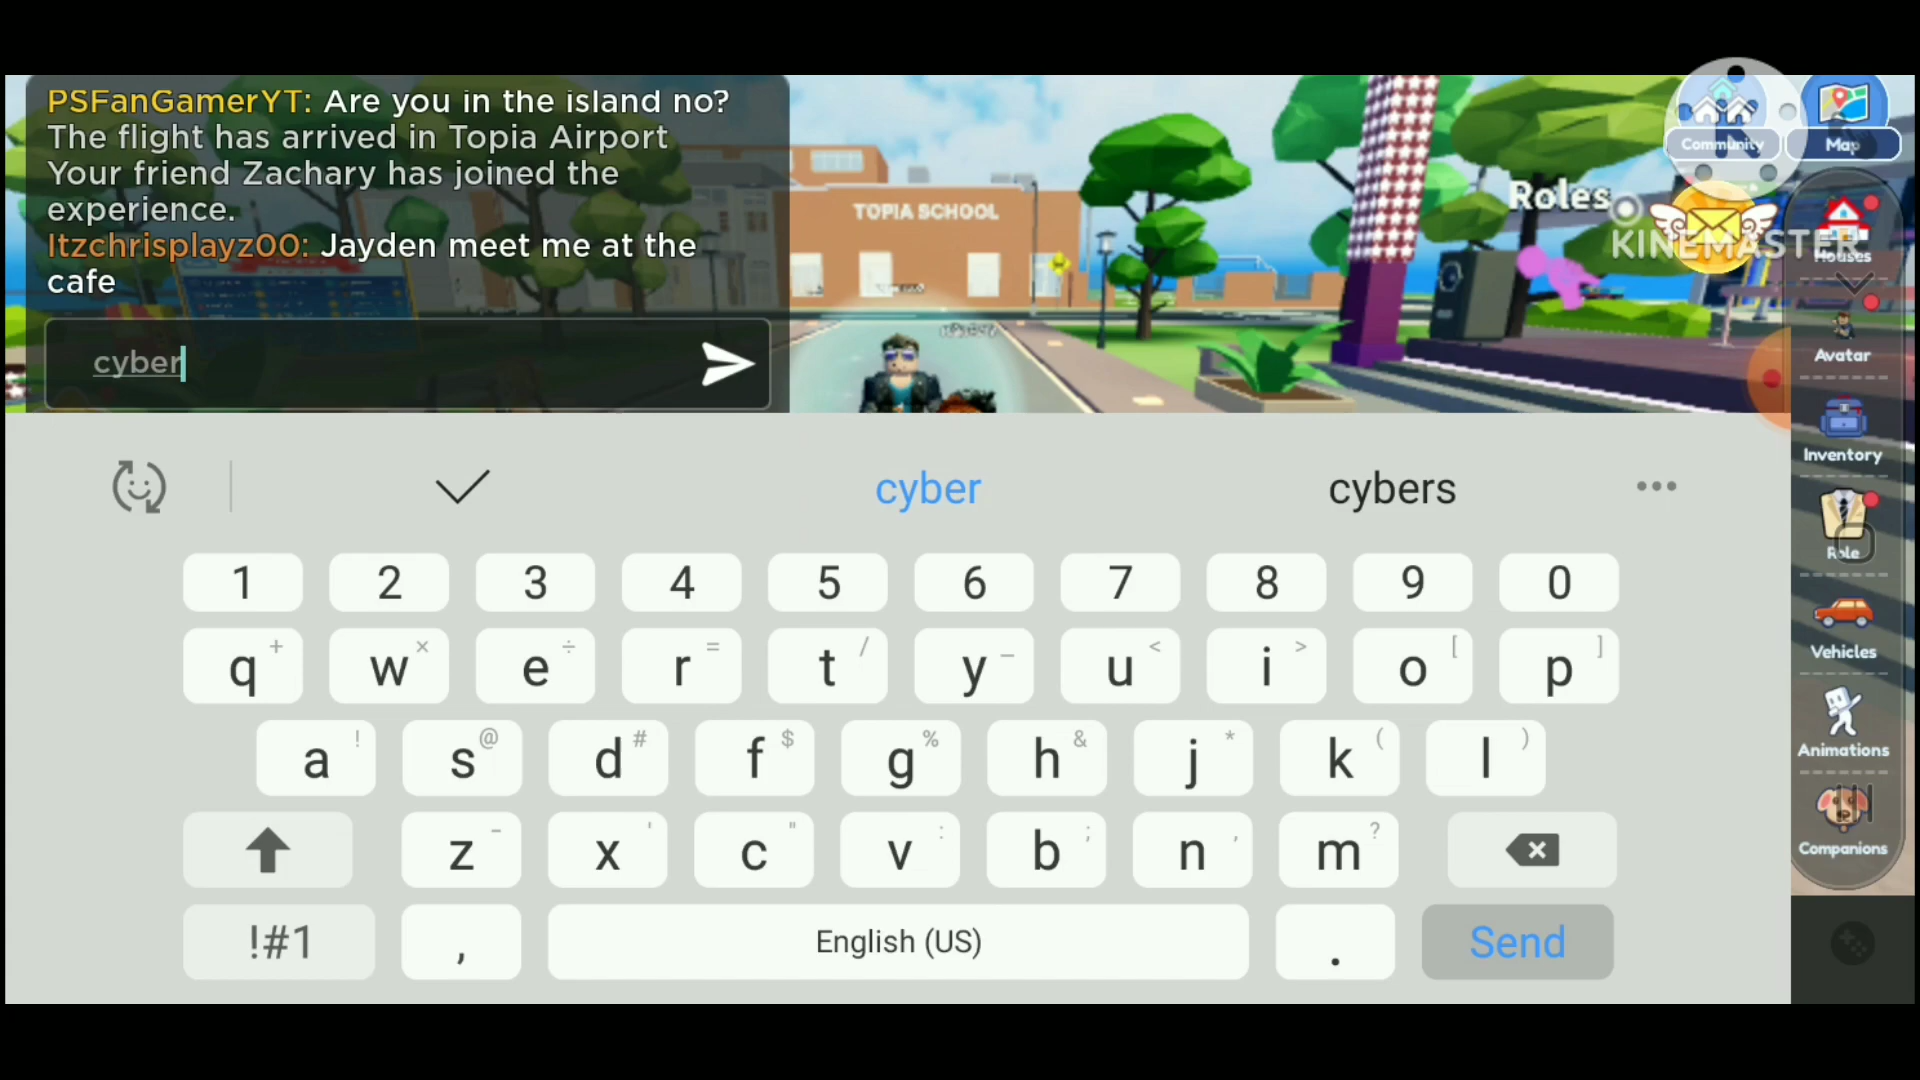 PSFanGamerYT: Are you in the island no?
The flight has arrived in Topia Airport
Your friend Zachary has joined the
experience.
Itzchrisplayz00: Jayden meet me at the
cafe
cyber
TOPIA SCHOOL
Roles
KINEMASTER
Community
Map
Houses
Avatar
Inventory
Role
Vehicles
Animations
Companions
cyber
cybers
1 2 3 4 5 6 7 8 9 0
q + w × e ÷ r = t / y _ u < i > o [ p ]
a ! s @ d # f $ g % h & j * k ( l )
z - x ' c " v : b ; n , m ?
!#1 , English (US) . Send